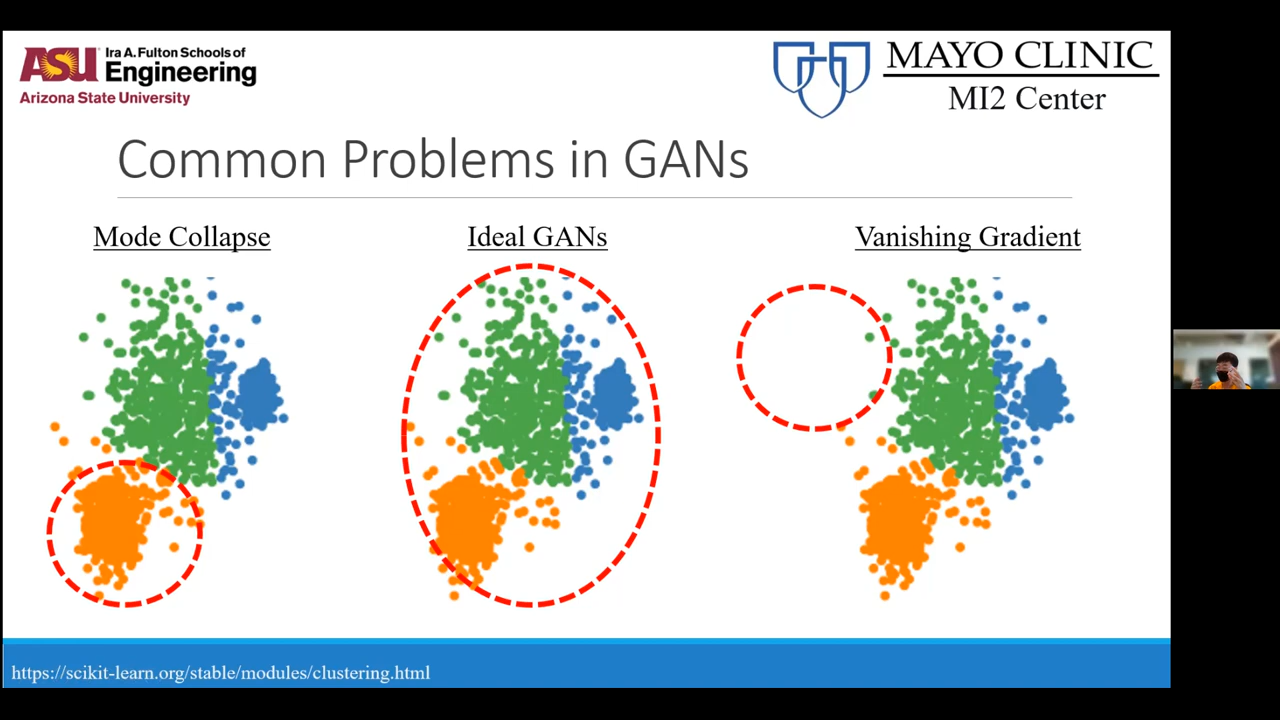 ASU Ira A. Fulton Schools of
Engineering
Arizona State University
MAYO CLINIC
MI2 Center
Common Problems in GANs
Mode Collapse
Ideal GANs
Vanishing Gradient
https://scikit-learn.org/stable/modules/clustering.html